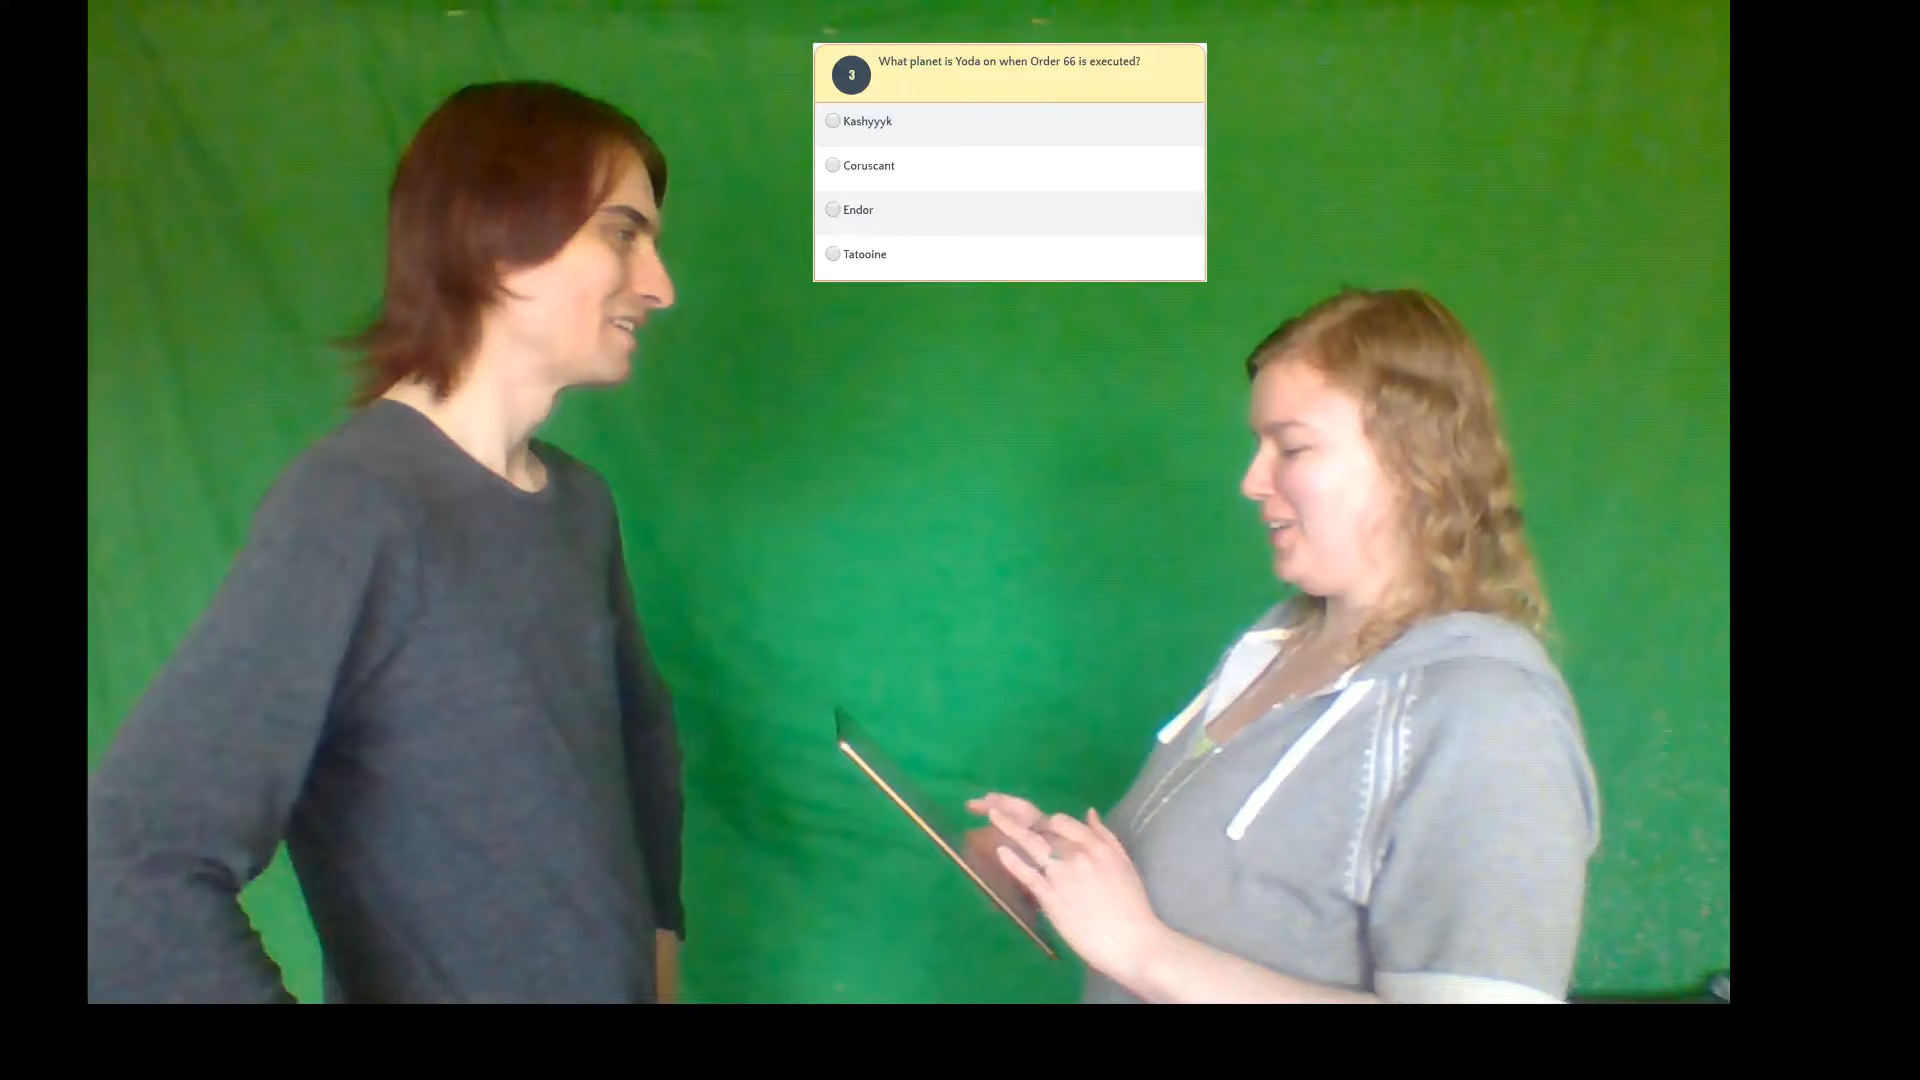 3
What planet is Yoda on when Order 66 is executed?
Kashyyyk
Coruscant
Endor
Tatooine